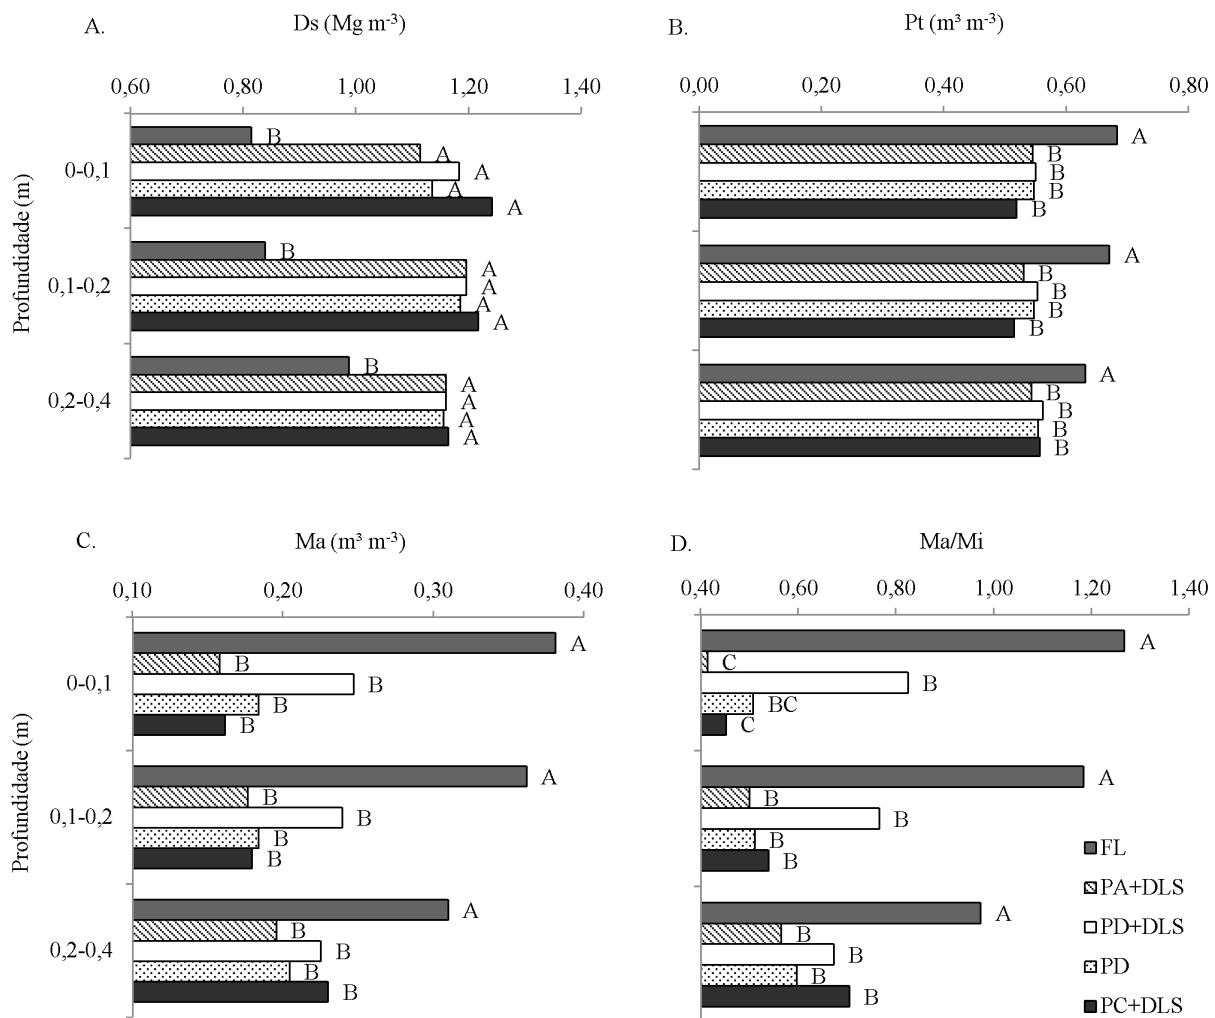 A.
Ds (Mg m-³)
0,60 0,80 1,00 1,20 1,40
Profundidade (m)
0-0,1
B
A
A
A
A
0,1-0,2
B
A
A
A
A
0,2-0,4
B
A
A
A
A
B.
Pt (m³ m-³)
0,00 0,20 0,40 0,60 0,80
A
B
B
B
B
A
B
B
B
B
A
B
B
B
B
C.
Ma (m³ m-³)
0,10 0,20 0,30 0,40
Profundidade (m)
0-0,1
A
B
B
B
B
0,1-0,2
A
B
B
B
B
0,2-0,4
A
B
B
B
B
D.
Ma/Mi
0,40 0,60 0,80 1,00 1,20 1,40
A
C
B
BC
C
A
B
B
B
B
A
B
B
B
B
FL
PA+DLS
PD+DLS
PD
PC+DLS